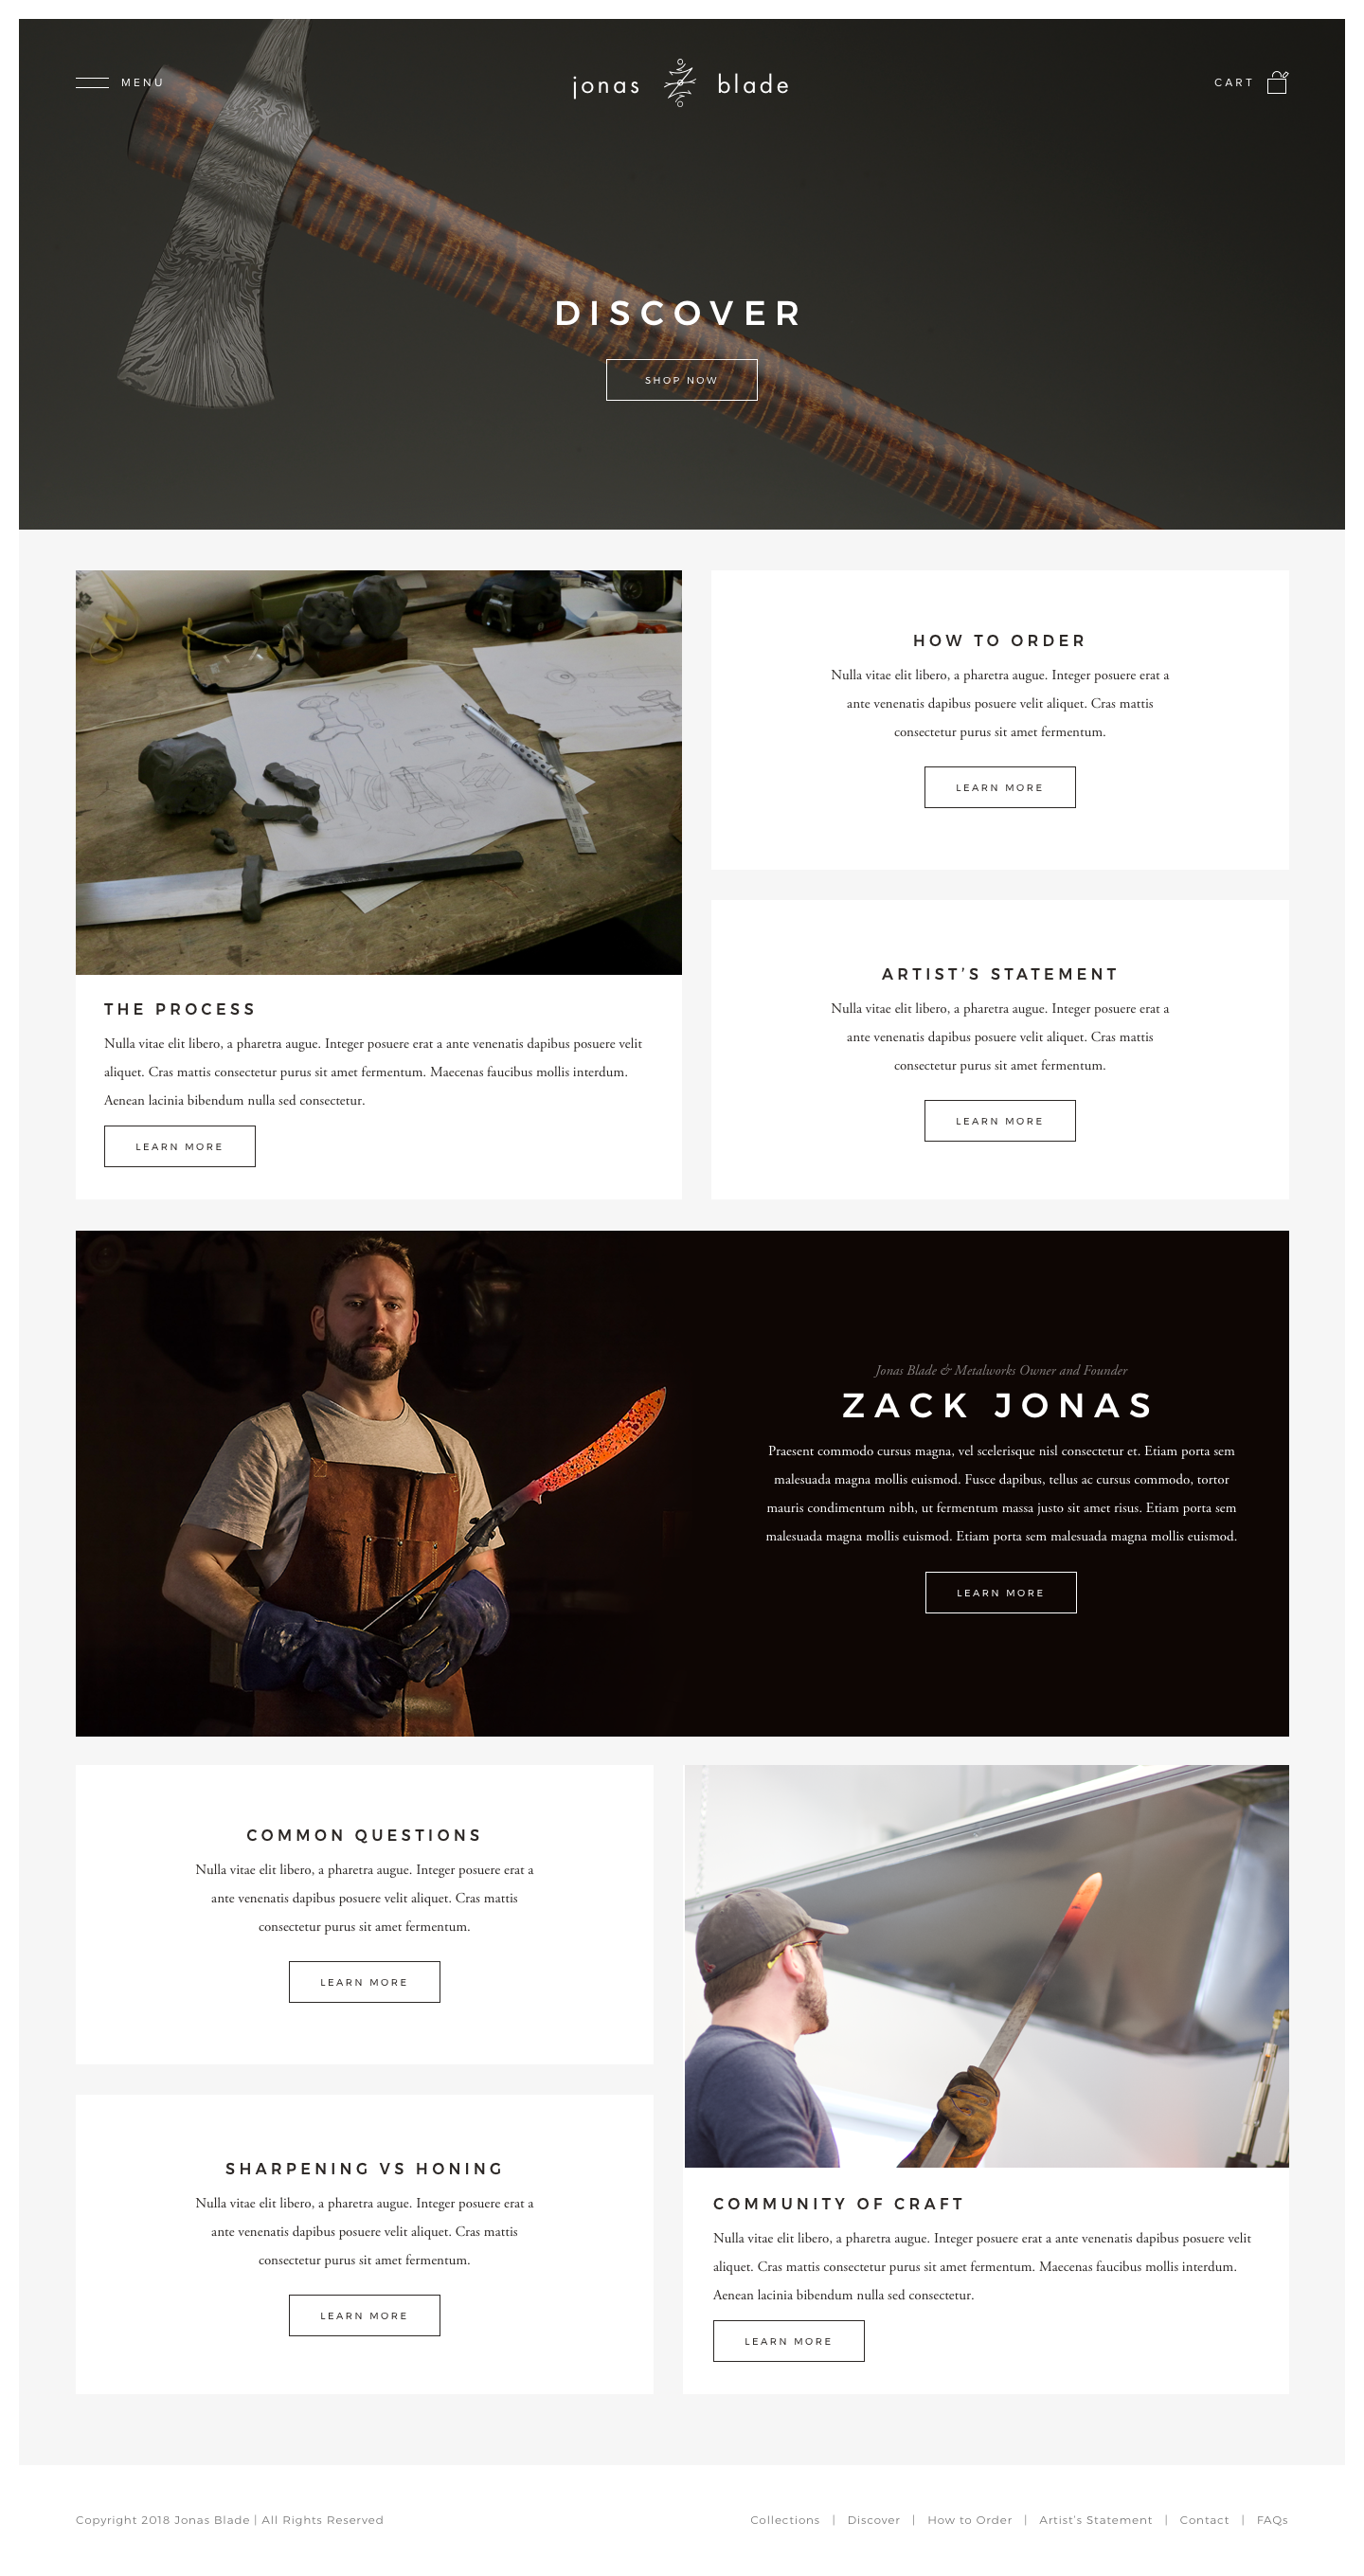 MENU
jonas blade
CART
DISCOVER
SHOP NOW
THE PROCESS
Nulla vitae elit libero, a pharetra augue. Integer posuere erat a ante venenatis dapibus posuere velit
aliquet. Cras mattis consectetur purus sit amet fermentum. Maecenas faucibus mollis interdum.
Aenean lacinia bibendum nulla sed consectetur.
LEARN MORE
HOW TO ORDER
Nulla vitae elit libero, a pharetra augue. Integer posuere erat a
ante venenatis dapibus posuere velit aliquet. Cras mattis
consectetur purus sit amet fermentum.
LEARN MORE
ARTIST'S STATEMENT
Nulla vitae elit libero, a pharetra augue. Integer posuere erat a
ante venenatis dapibus posuere velit aliquet. Cras mattis
consectetur purus sit amet fermentum.
LEARN MORE
Jonas Blade & Metalworks Owner and Founder
ZACK JONAS
Praesent commodo cursus magna, vel scelerisque nisl consectetur et. Etiam porta sem
malesuada magna mollis euismod. Fusce dapibus, tellus ac cursus commodo, tortor
mauris condimentum nibh, ut fermentum massa justo sit amet risus. Etiam porta sem
malesuada magna mollis euismod. Etiam porta sem malesuada magna mollis euismod.
LEARN MORE
COMMON QUESTIONS
Nulla vitae elit libero, a pharetra augue. Integer posuere erat a
ante venenatis dapibus posuere velit aliquet. Cras mattis
consectetur purus sit amet fermentum.
LEARN MORE
SHARPENING VS HONING
Nulla vitae elit libero, a pharetra augue. Integer posuere erat a
ante venenatis dapibus posuere velit aliquet. Cras mattis
consectetur purus sit amet fermentum.
LEARN MORE
COMMUNITY OF CRAFT
Nulla vitae elit libero, a pharetra augue. Integer posuere erat a ante venenatis dapibus posuere velit
aliquet. Cras mattis consectetur purus sit amet fermentum. Maecenas faucibus mollis interdum.
Aenean lacinia bibendum nulla sed consectetur.
LEARN MORE
Copyright 2018 Jonas Blade | All Rights Reserved
Collections | Discover | How to Order | Artist's Statement | Contact | FAQs